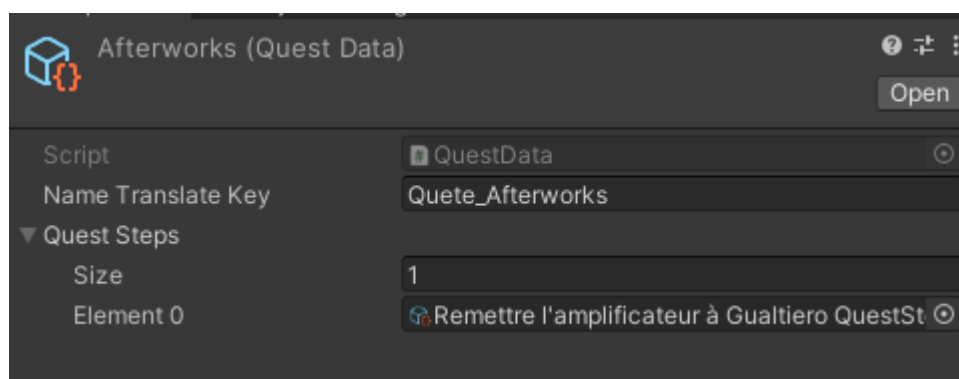 Afterworks (Quest Data)
Open
Script QuestData
Name Translate Key Quete_Afterworks
Quest Steps
Size 1
Element 0 Remettre l'amplificateur à Gualtiero QuestSt